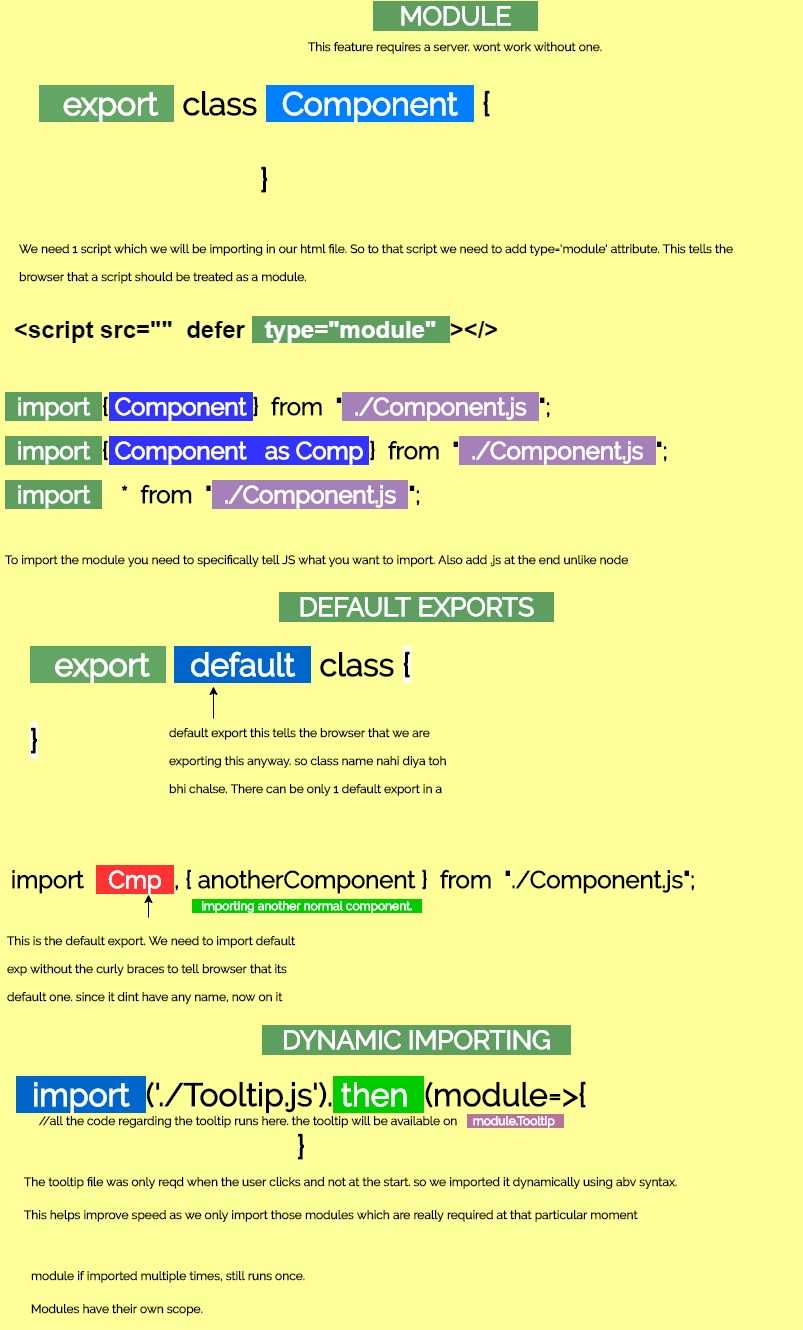 MODULE
This feature requires a server. wont work without one.
export class Component {
}
We need 1 script which we will be importing in our html file. So to that script we need to add type='module' attribute. This tells the
browser that a script should be treated as a module.
<script src="" defer type="module" ></>
import { Component } from " ./Component.js ";
import { Component as Comp } from " ./Component.js ";
import * from " ./Component.js ";
To import the module you need to specifically tell JS what you want to import. Also add .js at the end unlike node
DEFAULT EXPORTS
export default class {
}
default export this tells the browser that we are
exporting this anyway. so class name nahi diya toh
bhi chalse. There can be only 1 default export in a
import Cmp , { anotherComponent } from "./Component.js";
importing another normal component.
This is the default export. We need to import default
exp without the curly braces to tell browser that its
default one. since it dint have any name, now on it
DYNAMIC IMPORTING
import ('./Tooltip.js'). then (module=>{
//all the code regarding the tooltip runs here. the tooltip will be available on module.Tooltip
}
The tooltip file was only reqd when the user clicks and not at the start. so we imported it dynamically using abv syntax.
This helps improve speed as we only import those modules which are really required at that particular moment
module if imported multiple times, still runs once.
Modules have their own scope.